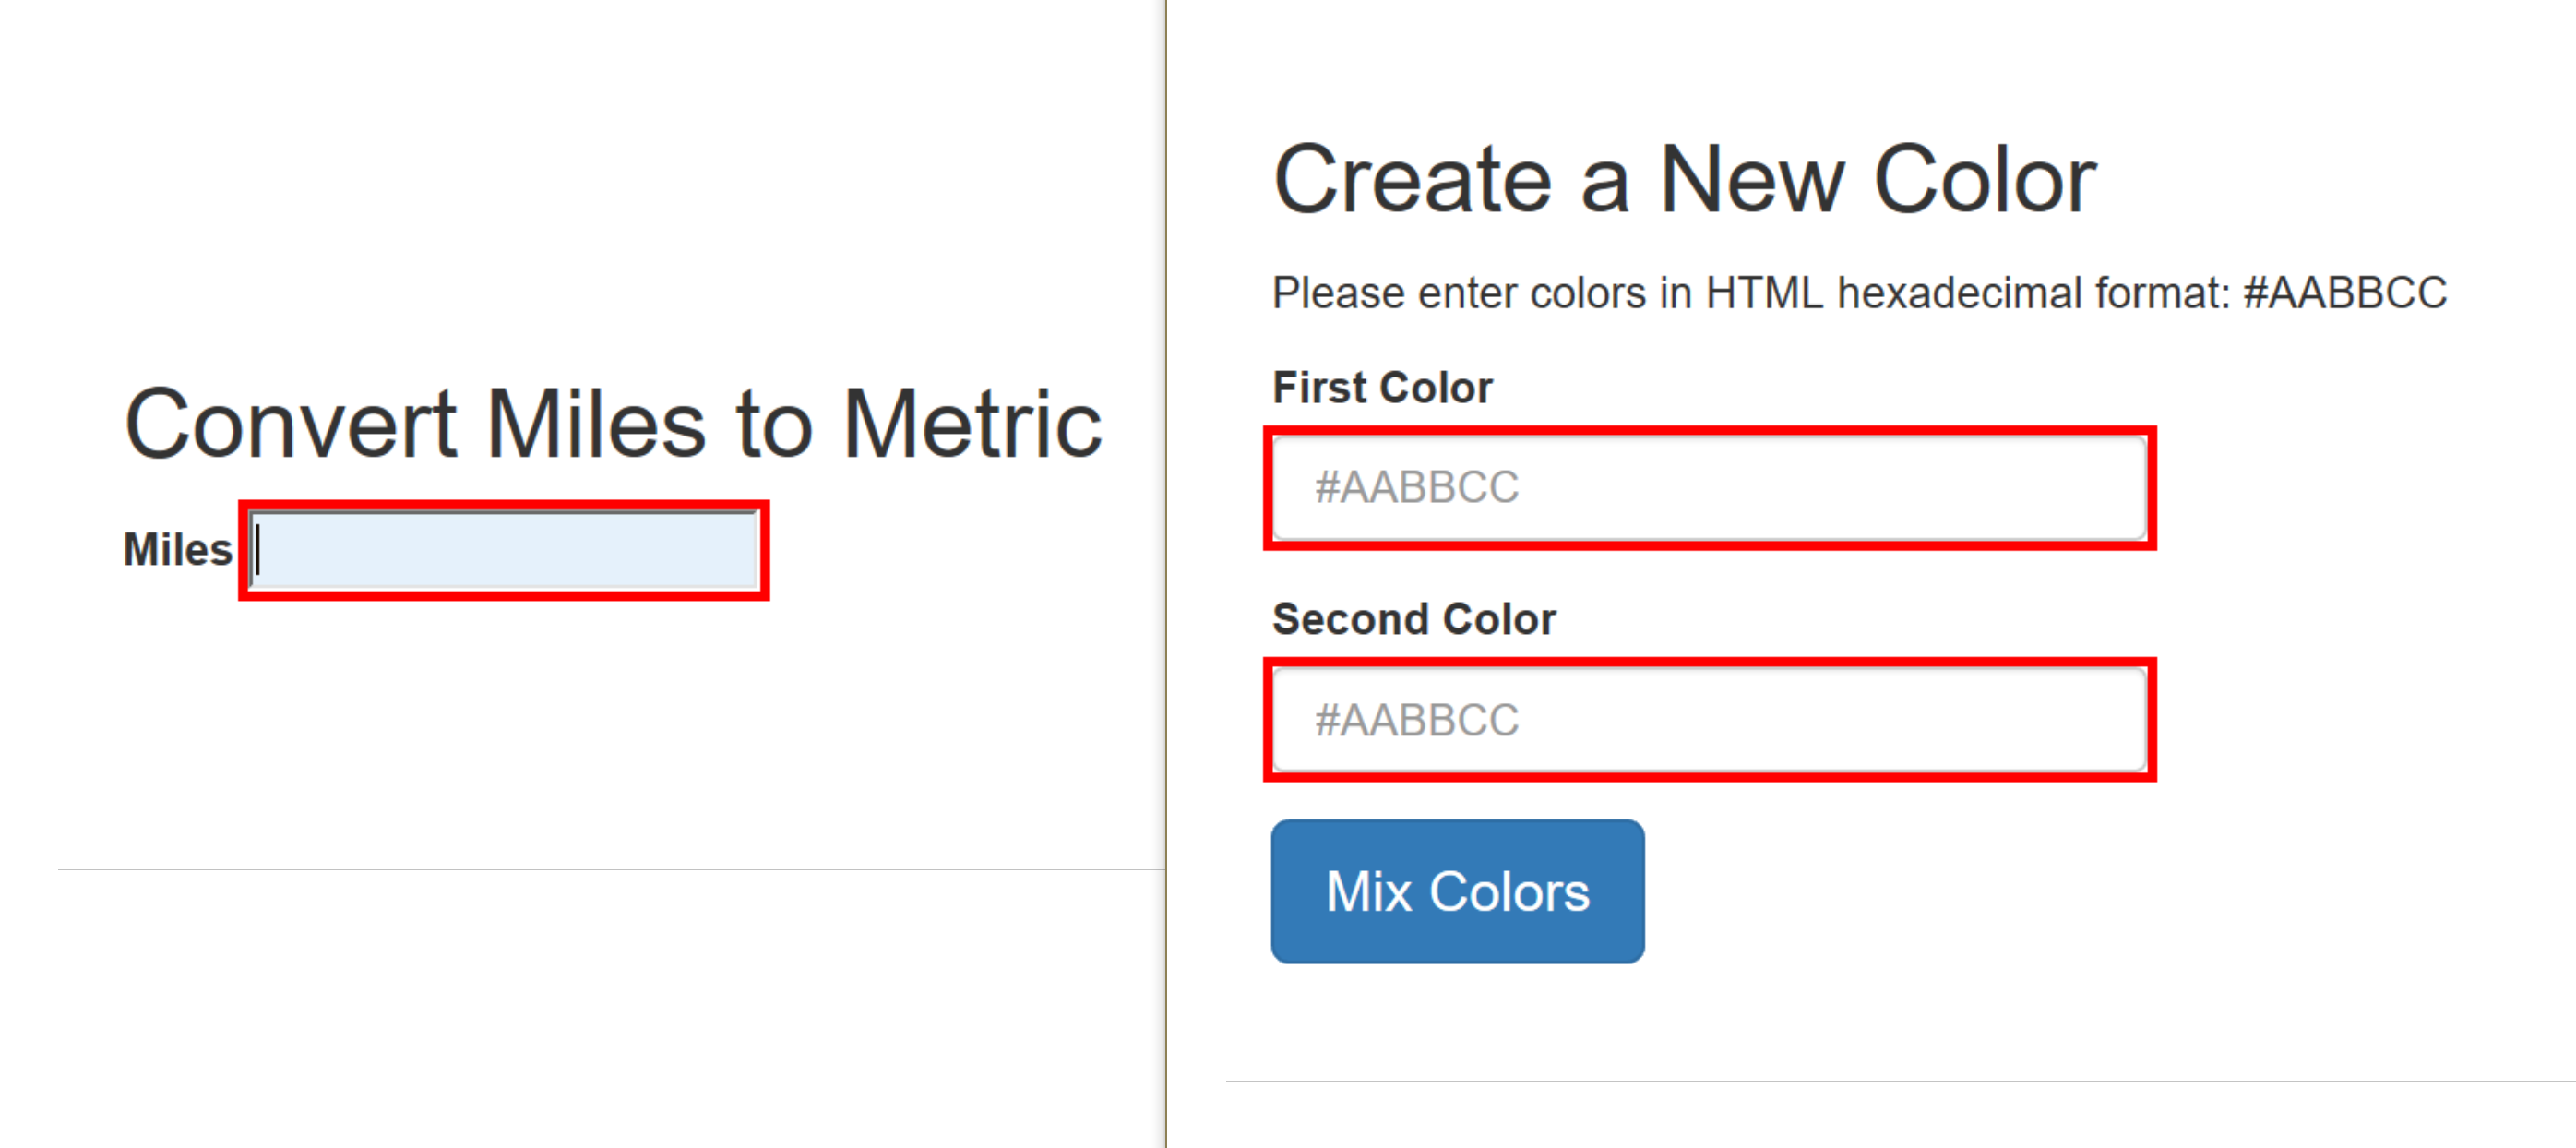 Convert Miles to Metric
Miles
Create a New Color
Please enter colors in HTML hexadecimal format: #AABBCC
First Color
#AABBCC
Second Color
#AABBCC
Mix Colors